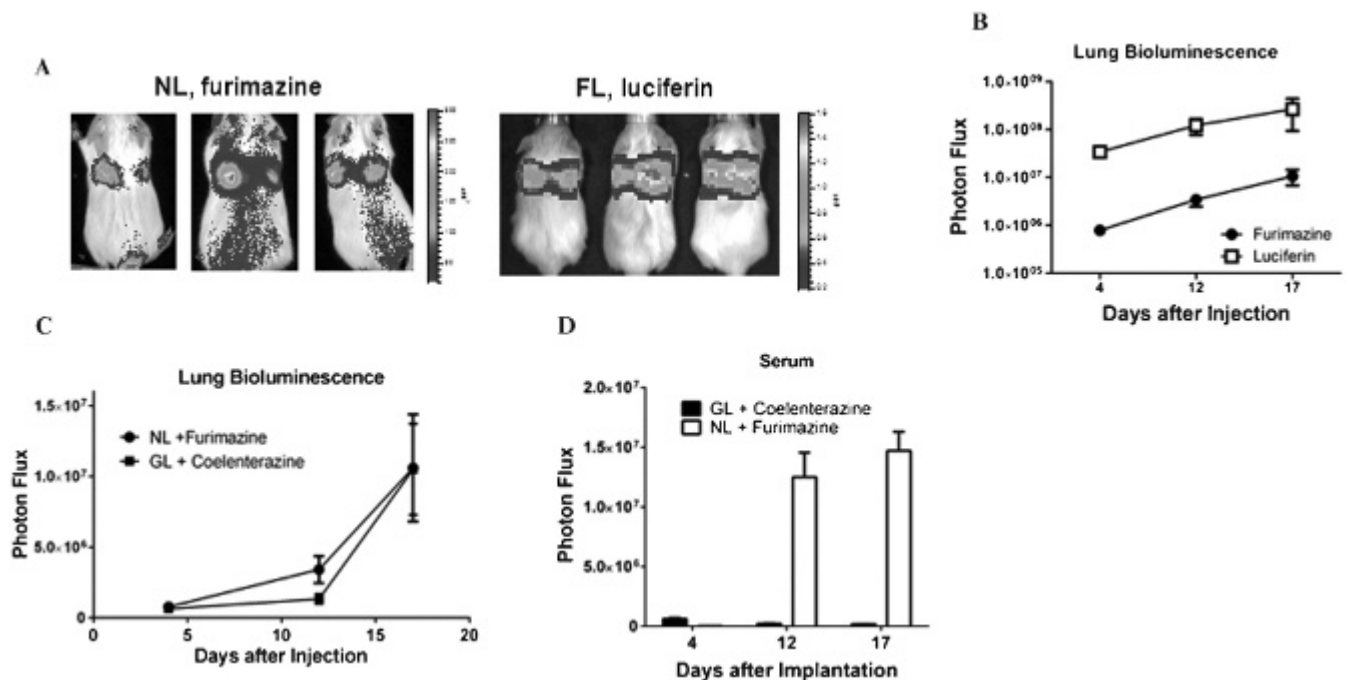 A
NL, furimazine
FL, luciferin
B
Lung Bioluminescence
1.0×10⁰⁹
1.0×10⁰⁸
1.0×10⁰⁷
1.0×10⁰⁶
1.0×10⁰⁵
Photon Flux
Furimazine
Luciferin
4 12 17
Days after Injection
C
Lung Bioluminescence
1.5×10⁷
1.0×10⁷
5.0×10⁶
0
Photon Flux
NL +Furimazine
GL + Coelenterazine
0 5 10 15 20
Days after Injection
D
Serum
2.0×10⁷
1.5×10⁷
1.0×10⁷
5.0×10⁶
0
Photon Flux
GL + Coelenterazine
NL + Furimazine
4 12 17
Days after Implantation